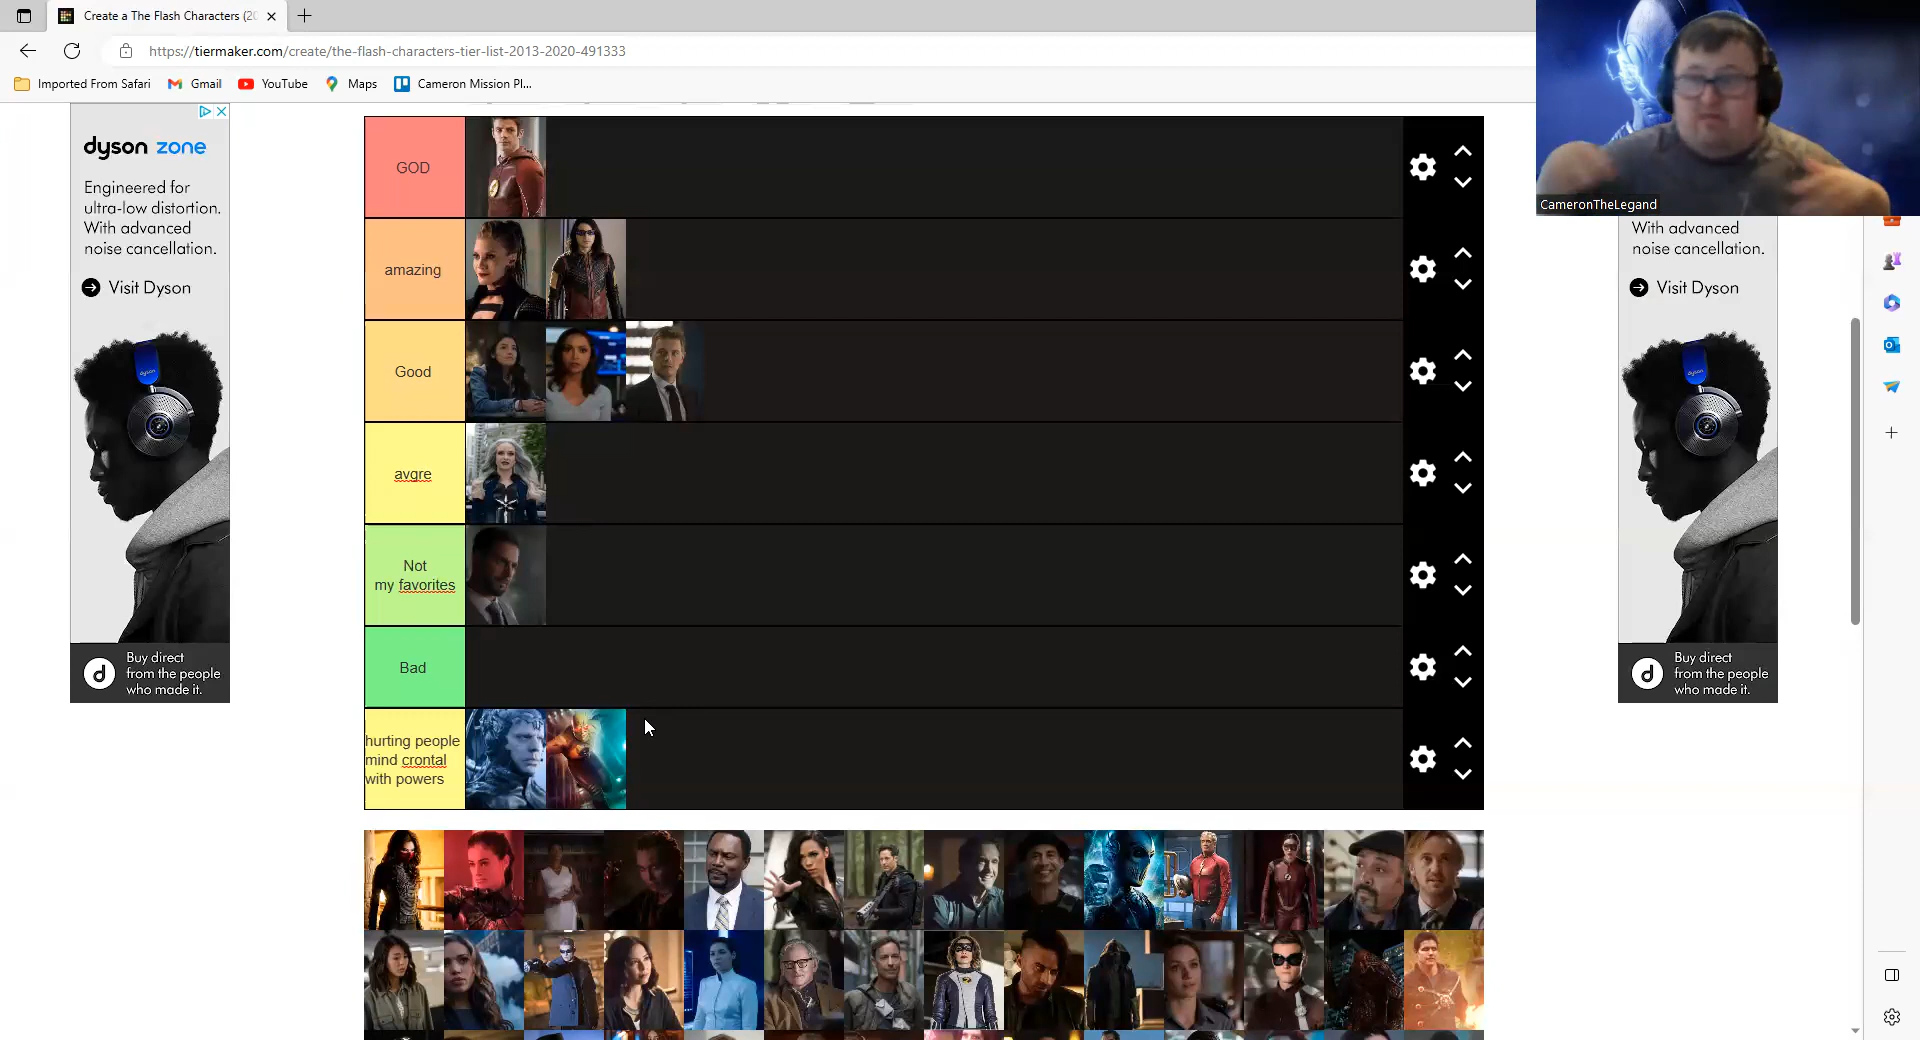 Create a The Flash Characters (20
https://tiermaker.com/create/the-flash-characters-tier-list-2013-2020-491333
Imported From Safari
Gmail
YouTube
Maps
Cameron Mission Pl...
dyson zone
Engineered for
ultra-low distortion.
With advanced
noise cancellation.
Visit Dyson
dyson
Buy direct
from the people
who made it.
GOD
amazing
Good
avgre
Not
my favorites
Bad
hurting people
mind crontal
with powers
CameronTheLegand
With advanced
noise cancellation.
Visit Dyson
dyson
Buy direct
from the people
who made it.